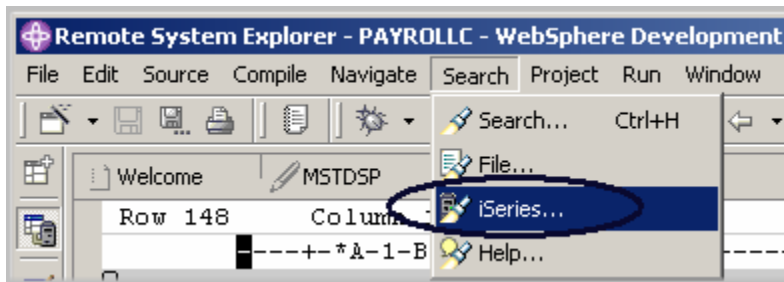 Remote System Explorer - PAYROLLC - WebSphere Development
File Edit Source Compile Navigate Search Project Run Window
Search... Ctrl+H
Welcome MSTDSP File...
iSeries...
Row 148 Column
----+-*A-1-B
Help...